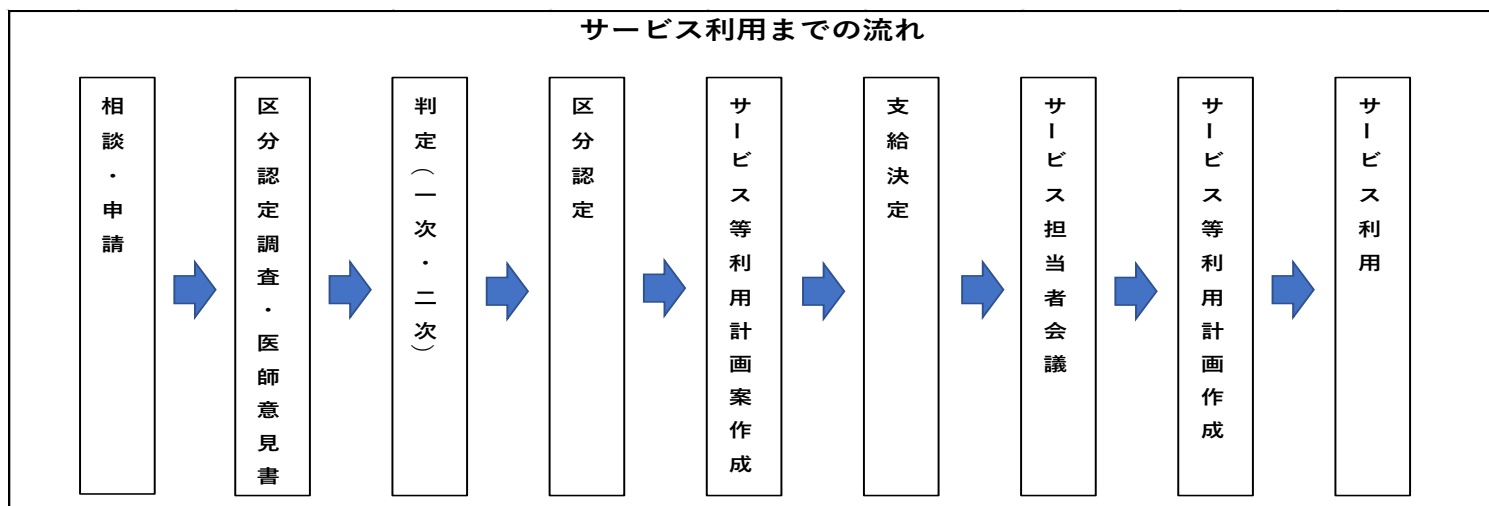 サービス利用までの流れ
相談・申請
区分認定調査・医師意見書
判定(一次・二次)
区分認定
サービス等利用計画案作成
支給決定
サービス担当者会議
サービス等利用計画作成
サービス利用